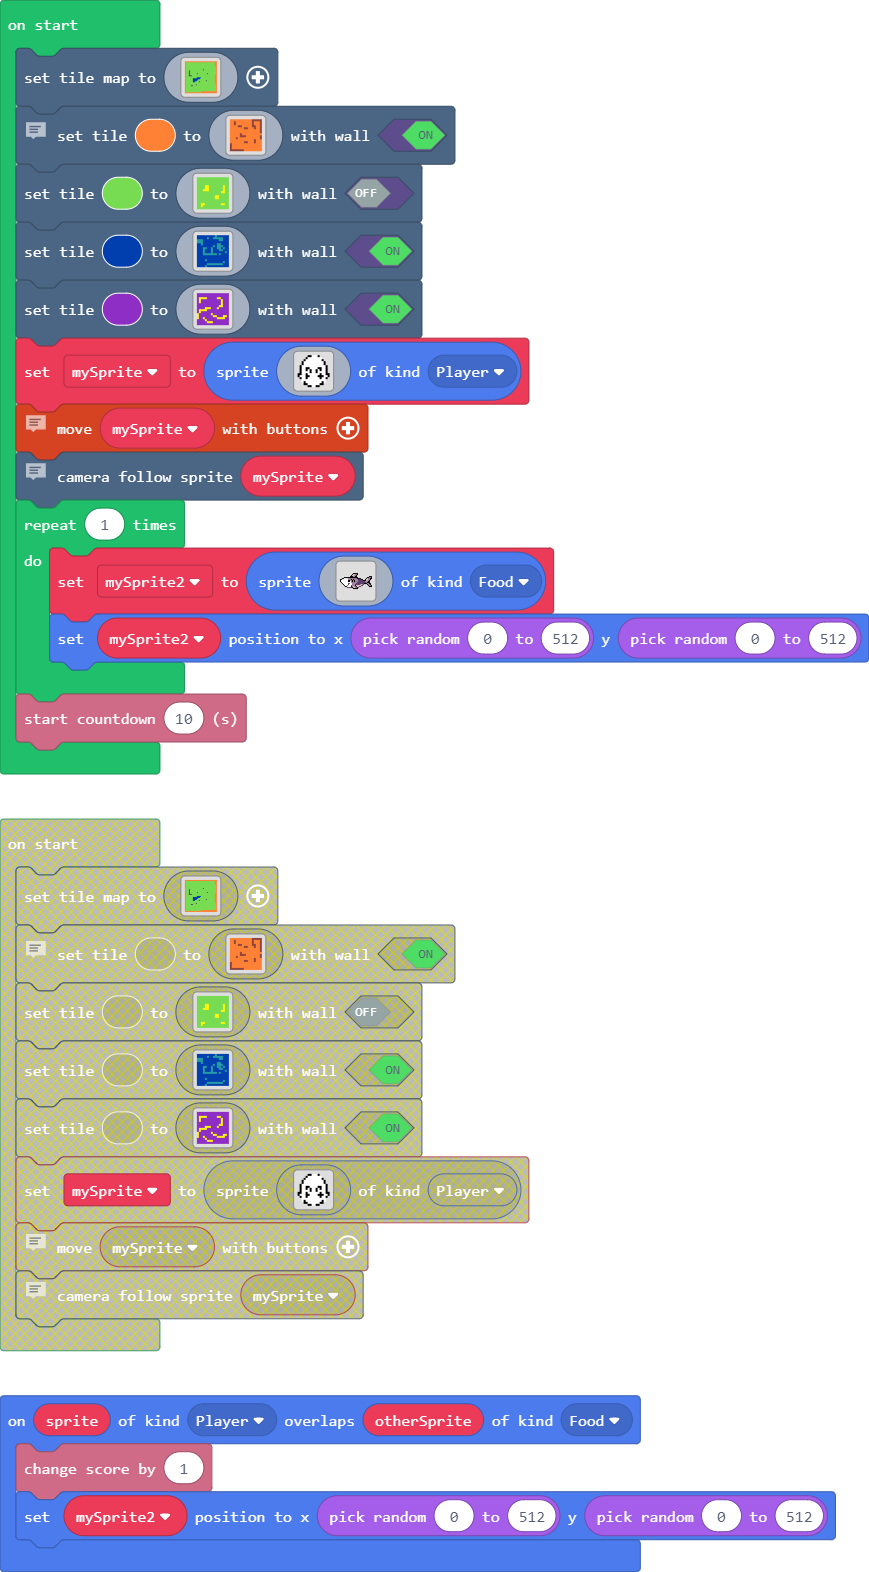 on start
set tile map to
set tile to with wall ON
set tile to with wall OFF
set tile to with wall ON
set tile to with wall ON
set mySprite to sprite of kind Player
move mySprite with buttons
camera follow sprite mySprite
repeat 1 times
do
set mySprite2 to sprite of kind Food
set mySprite2 position to x pick random 0 to 512 y pick random 0 to 512
start countdown 10 (s)
on start
set tile map to
set tile to with wall ON
set tile to with wall OFF
set tile to with wall ON
set tile to with wall ON
set mySprite to sprite of kind Player
move mySprite with buttons
camera follow sprite mySprite
on sprite of kind Player overlaps otherSprite of kind Food
change score by 1
set mySprite2 position to x pick random 0 to 512 y pick random 0 to 512